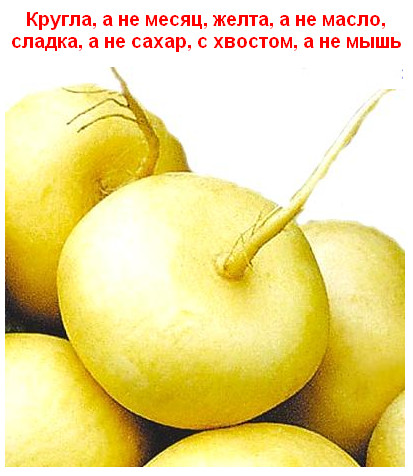 Кругла, а не месяц, желта, а не масло,
сладка, а не сахар, с хвостом, а не мышь